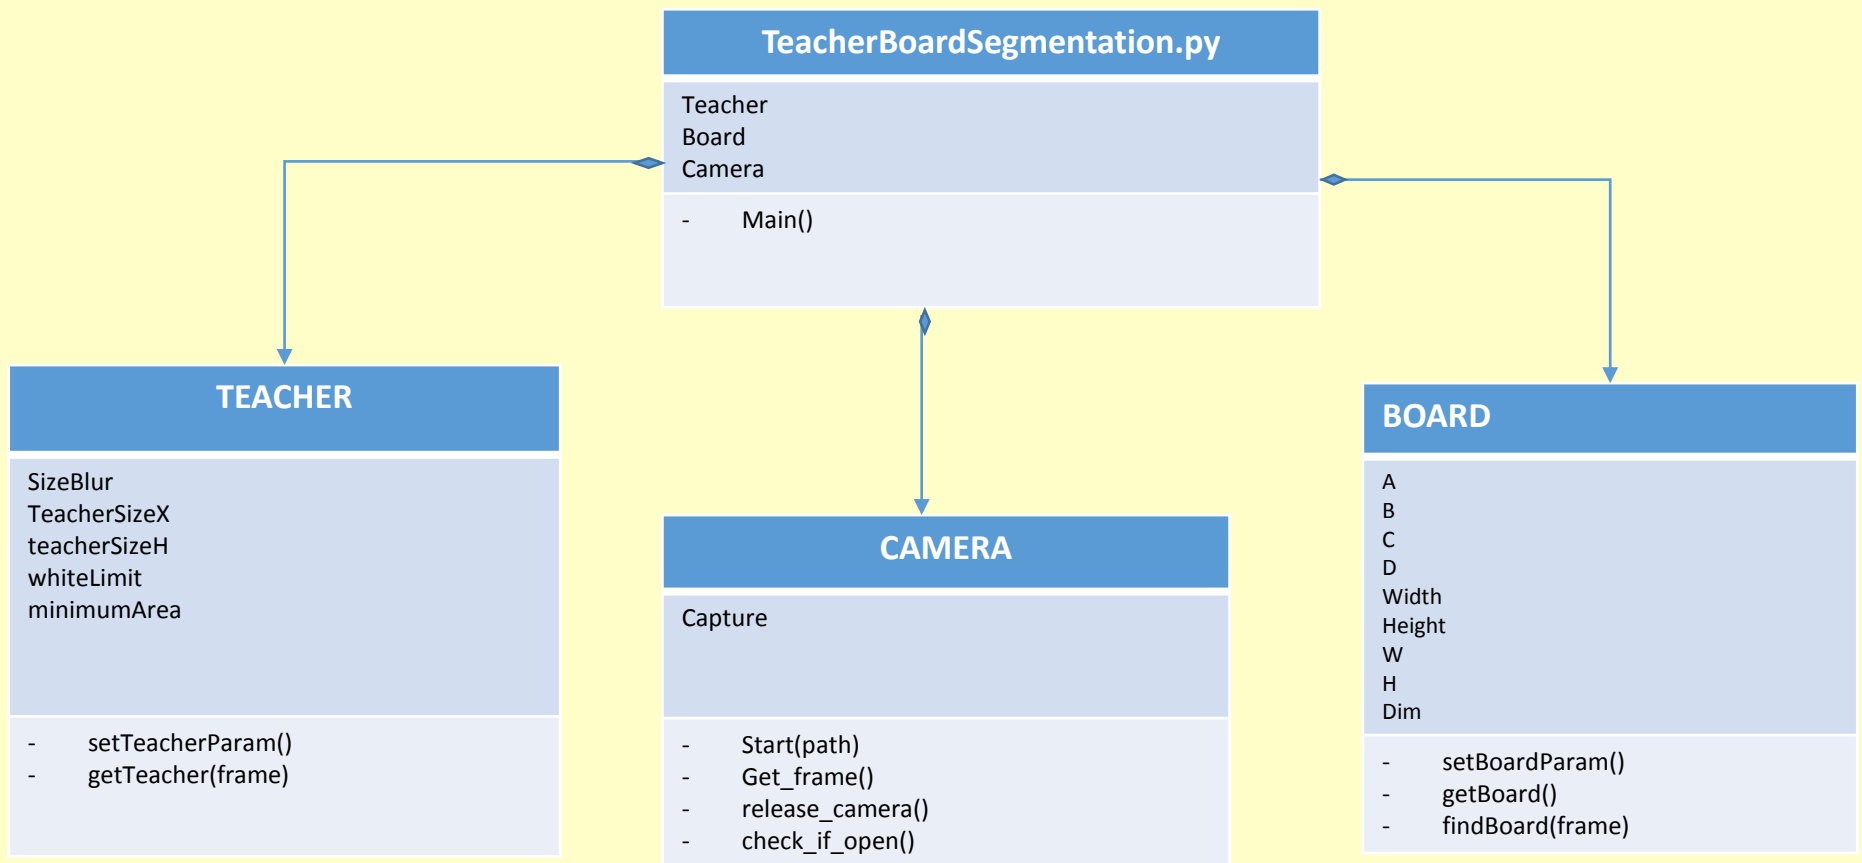 TeacherBoardSegmentation.py
Teacher
Board
Camera
- Main()
TEACHER
SizeBlur
TeacherSizeX
teacherSizeH
whiteLimit
minimumArea
- setTeacherParam()
- getTeacher(frame)
CAMERA
Capture
- Start(path)
- Get_frame()
- release_camera()
- check_if_open()
BOARD
A
B
C
D
Width
Height
W
H
Dim
- setBoardParam()
- getBoard()
- findBoard(frame)